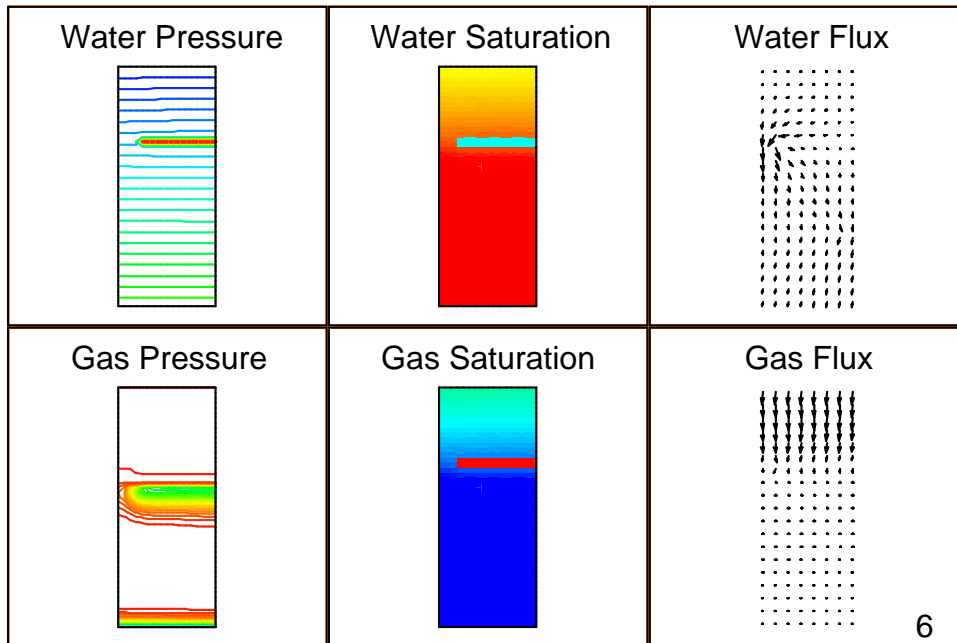 Water Pressure
Water Saturation
Water Flux
Gas Pressure
Gas Saturation
Gas Flux
6